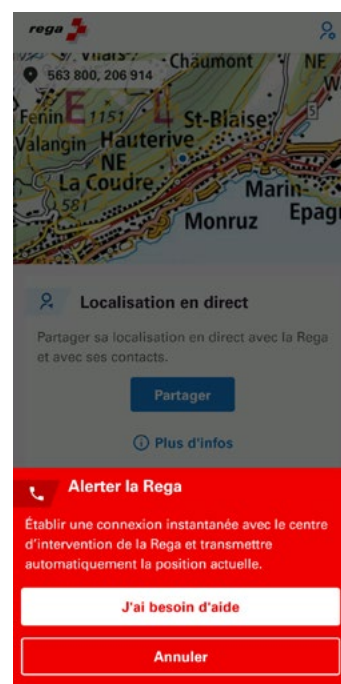 rega
Vilars
Chaumont
NE
563 800, 206 914
Fenin E 1151 L
St-Blaise
Valangin Hauterive
NE
La Coudre
Marin-
581
Monruz Epag
Localisation en direct
Partager sa localisation en direct avec la Rega
et avec ses contacts.
Partager
Plus d'infos
Alerter la Rega
Établir une connexion instantanée avec le centre
d'intervention de la Rega et transmettre
automatiquement la position actuelle.
J'ai besoin d'aide
Annuler